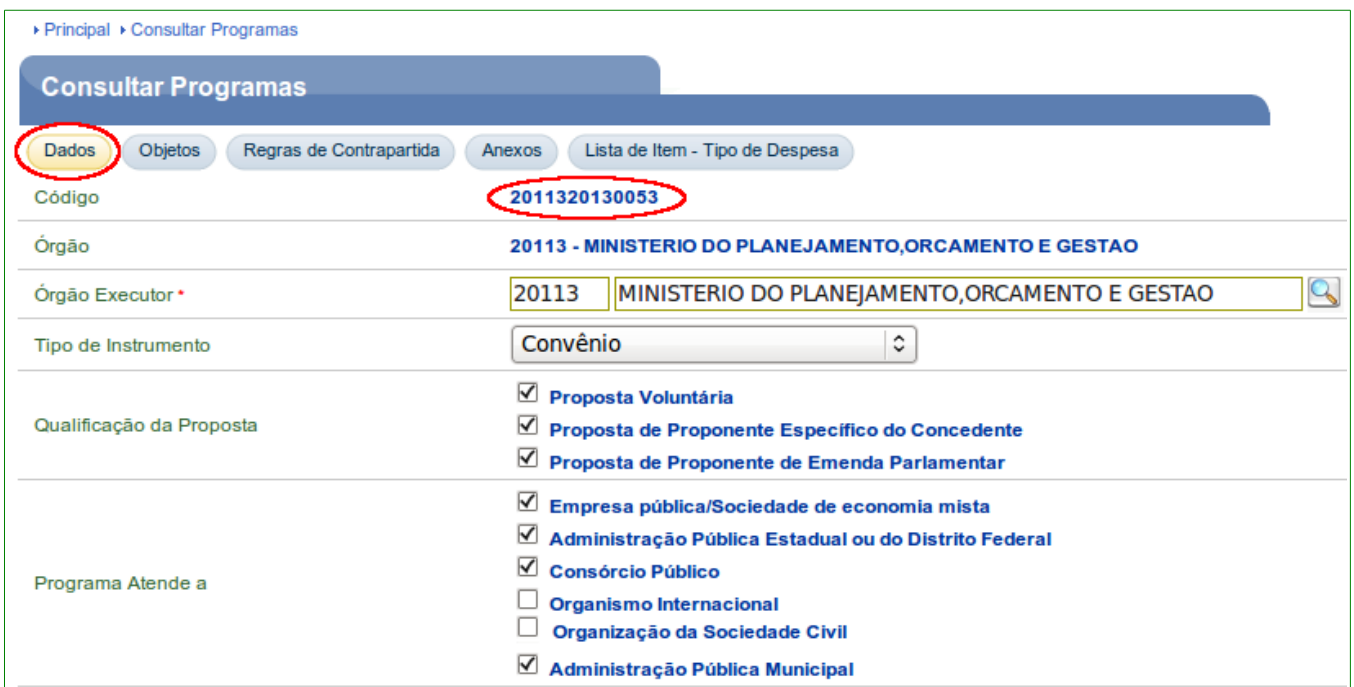 Principal Consultar Programas
Consultar Programas
Dados Objetos Regras de Contrapartida Anexos Lista de Item - Tipo de Despesa
Código 2011320130053
Órgão 20113 - MINISTERIO DO PLANEJAMENTO,ORCAMENTO E GESTAO
Órgão Executor * 20113 MINISTERIO DO PLANEJAMENTO,ORCAMENTO E GESTAO
Tipo de Instrumento Convênio
Qualificação da Proposta
Proposta Voluntária
Proposta de Proponente Específico do Concedente
Proposta de Proponente de Emenda Parlamentar
Programa Atende a
Empresa pública/Sociedade de economia mista
Administração Pública Estadual ou do Distrito Federal
Consórcio Público
Organismo Internacional
Organização da Sociedade Civil
Administração Pública Municipal